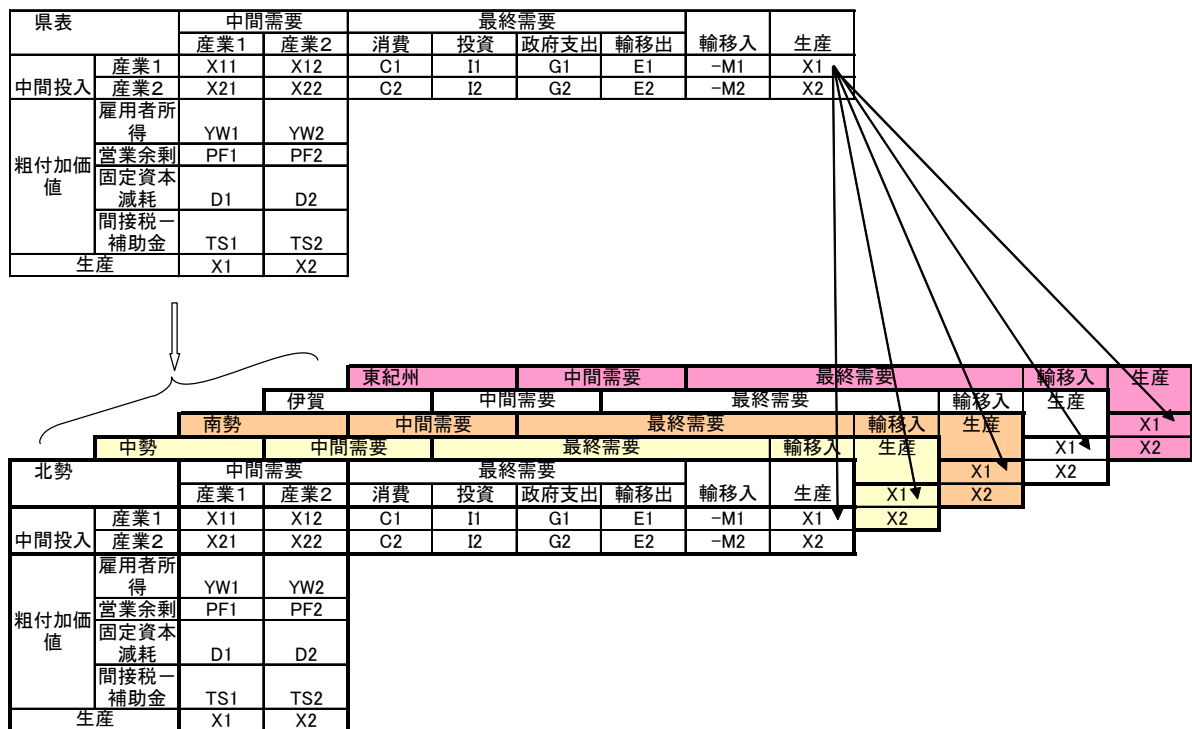 県表 中間需要 最終需要 輸移入 生産
産業1 産業2 消費 投資 政府支出 輸移出
中間投入 産業1 X11 X12 C1 I1 G1 E1 -M1 X1
産業2 X21 X22 C2 I2 G2 E2 -M2 X2
粗付加価値 雇用者所得 YW1 YW2
営業余剰 PF1 PF2
固定資本減耗 D1 D2
間接税－補助金 TS1 TS2
生産 X1 X2
東紀州 中間需要 最終需要 輸移入 生産
X1
X2
伊賀 中間需要 最終需要 輸移入 生産
X1
X2
南勢 中間需要 最終需要 輸移入 生産
X1
X2
中勢 中間需要 最終需要 輸移入 生産
X1
X2
北勢 中間需要 最終需要 輸移入 生産
産業1 産業2 消費 投資 政府支出 輸移出
中間投入 産業1 X11 X12 C1 I1 G1 E1 -M1 X1
産業2 X21 X22 C2 I2 G2 E2 -M2 X2
粗付加価値 雇用者所得 YW1 YW2
営業余剰 PF1 PF2
固定資本減耗 D1 D2
間接税－補助金 TS1 TS2
生産 X1 X2